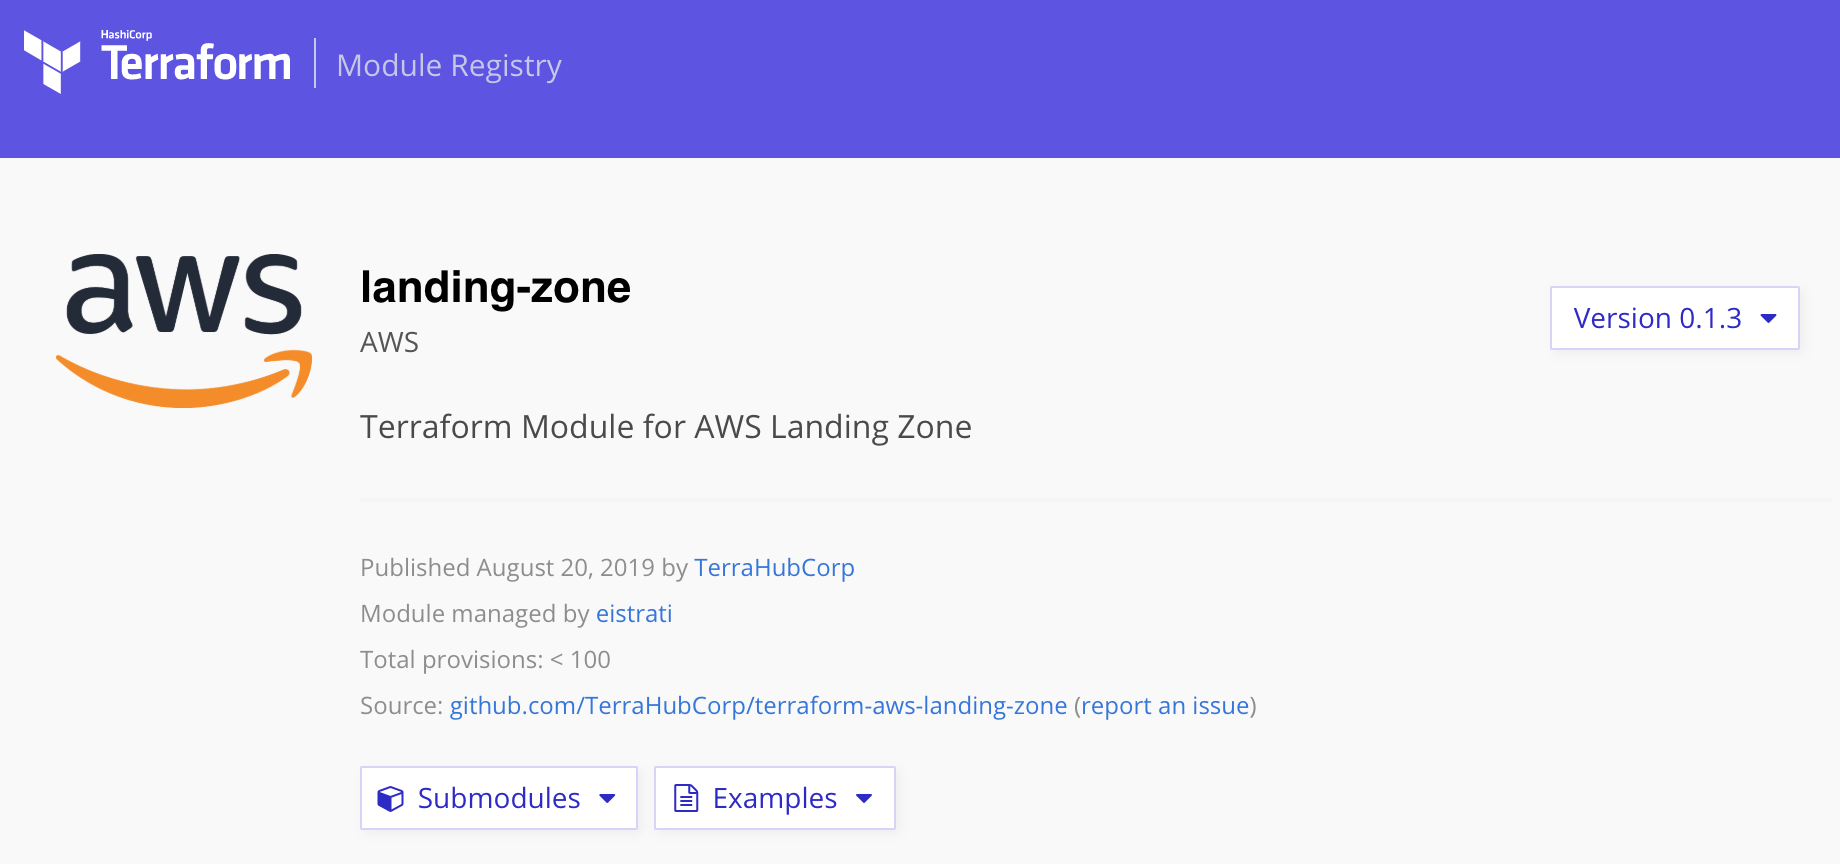 HashiCorp
Terraform
Module Registry
aws
landing-zone
AWS
Version 0.1.3
Terraform Module for AWS Landing Zone
Published August 20, 2019 by TerraHubCorp
Module managed by eistrati
Total provisions: < 100
Source: github.com/TerraHubCorp/terraform-aws-landing-zone (report an issue)
Submodules
Examples